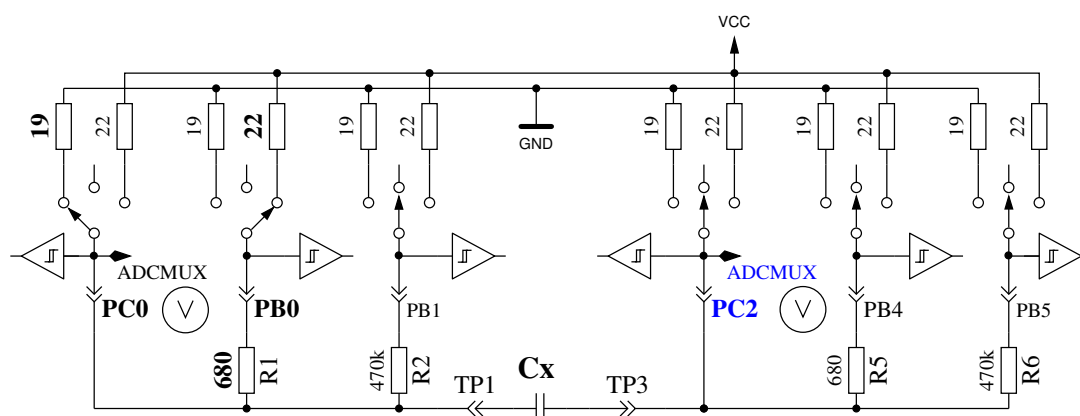 VCC
19
22
19
22
19
22
GND
19
22
19
22
19
22
ADCMUX
ADCMUX
PC0
V
PB0
PB1
PC2
V
PB4
PB5
680
R1
470k
R2
680
R5
470k
R6
TP1
Cx
TP3